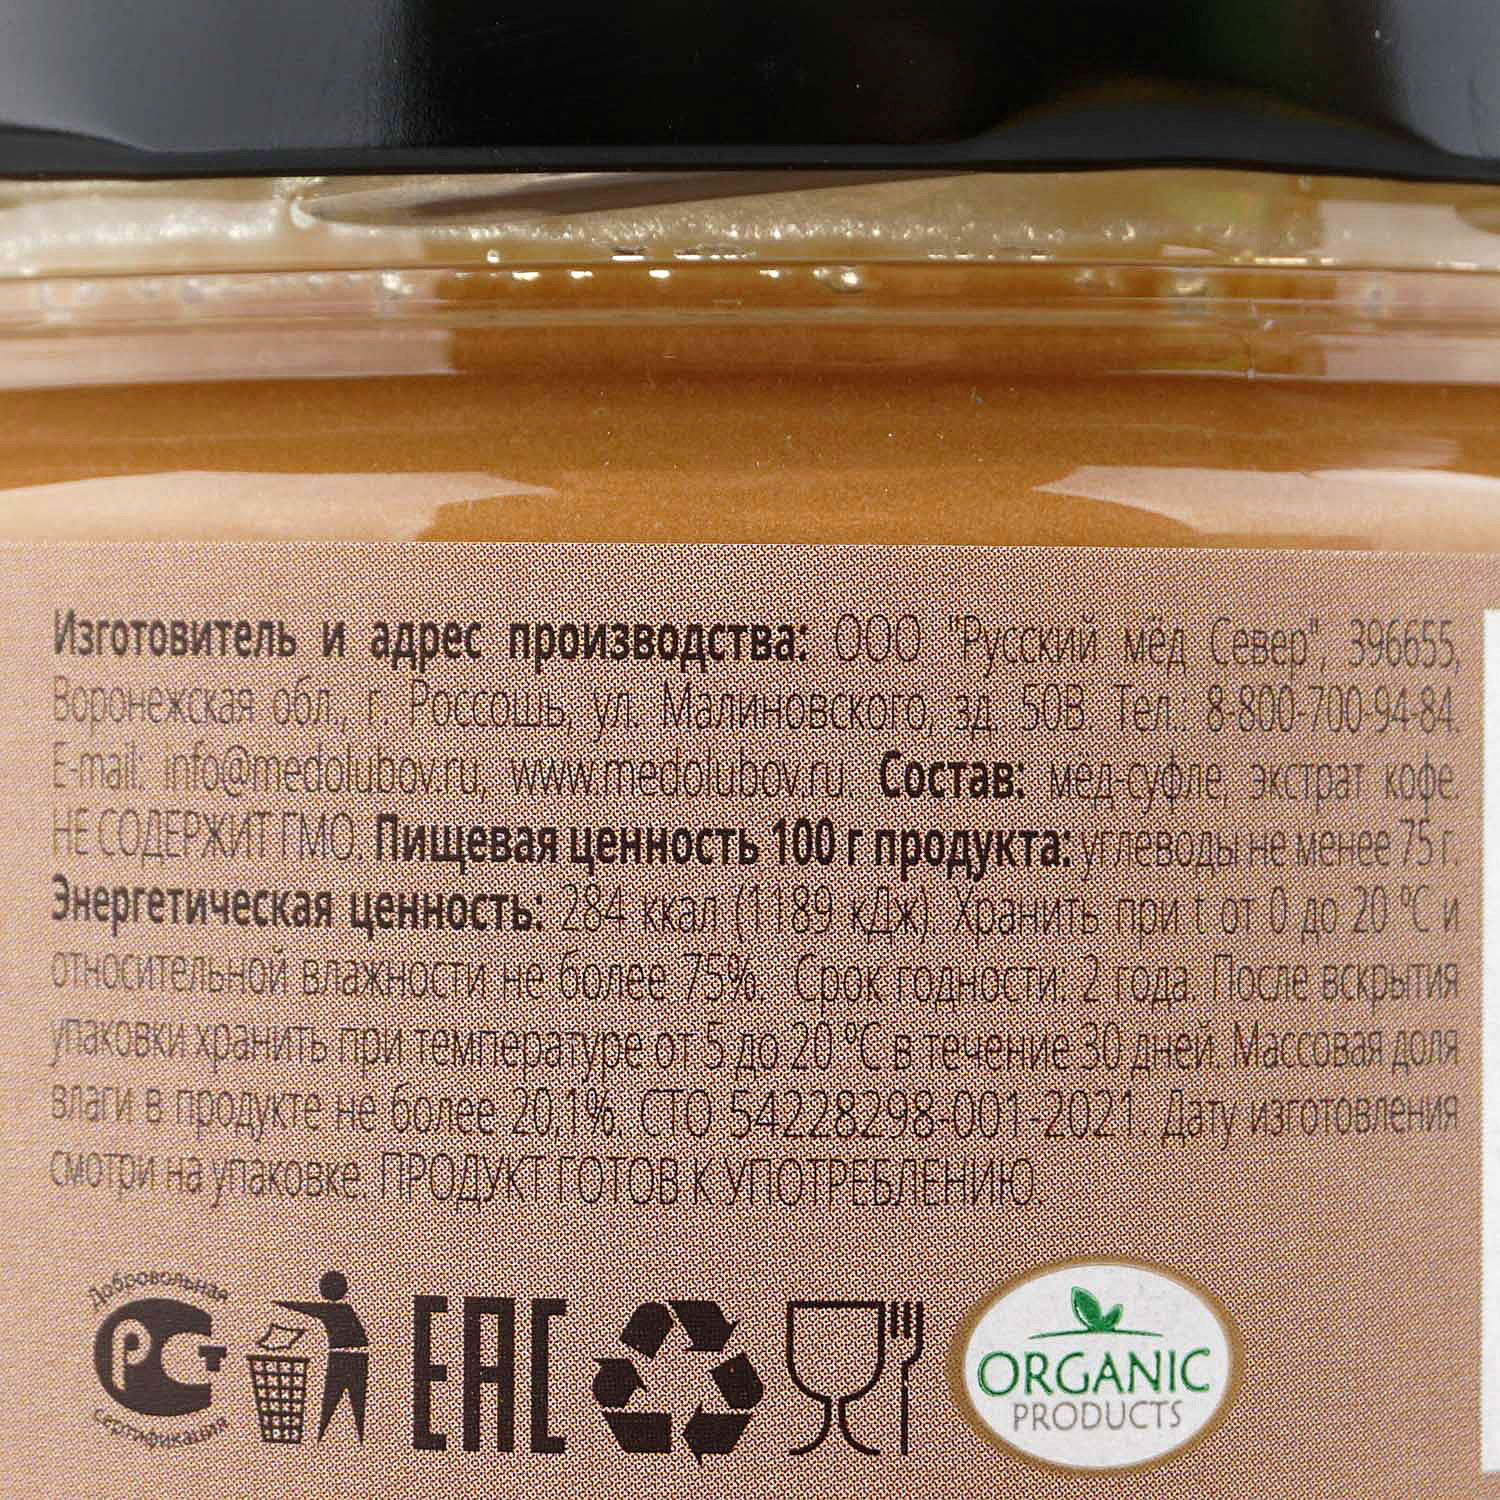 Изготовитель и адрес производства: ООО "Русский мёд Север", 396655,
Воронежская обл., г. Россошь, ул. Малиновского, зд. 50В. Тел.: 8-800-700-94-84.
E-mail: info@medolubov.ru, www.medolubov.ru. Состав: мёд-суфле, экстрат кофе.
НЕ СОДЕРЖИТ ГМО. Пищевая ценность 100 г продукта: углеводы не менее 75 г.
Энергетическая ценность: 284 ккал (1189 кДж). Хранить при t от 0 до 20 °С и
относительной влажности не более 75%. Срок годности: 2 года. После вскрытия
упаковки хранить при температуре от 5 до 20 °С в течение 30 дней. Массовая доля
влаги в продукте не более 20,1%. СТО 54228298-001-2021. Дату изготовления
смотри на упаковке. ПРОДУКТ ГОТОВ К УПОТРЕБЛЕНИЮ.
Добровольная
РСТ
сертификация
ЕАС
ORGANIC
PRODUCTS